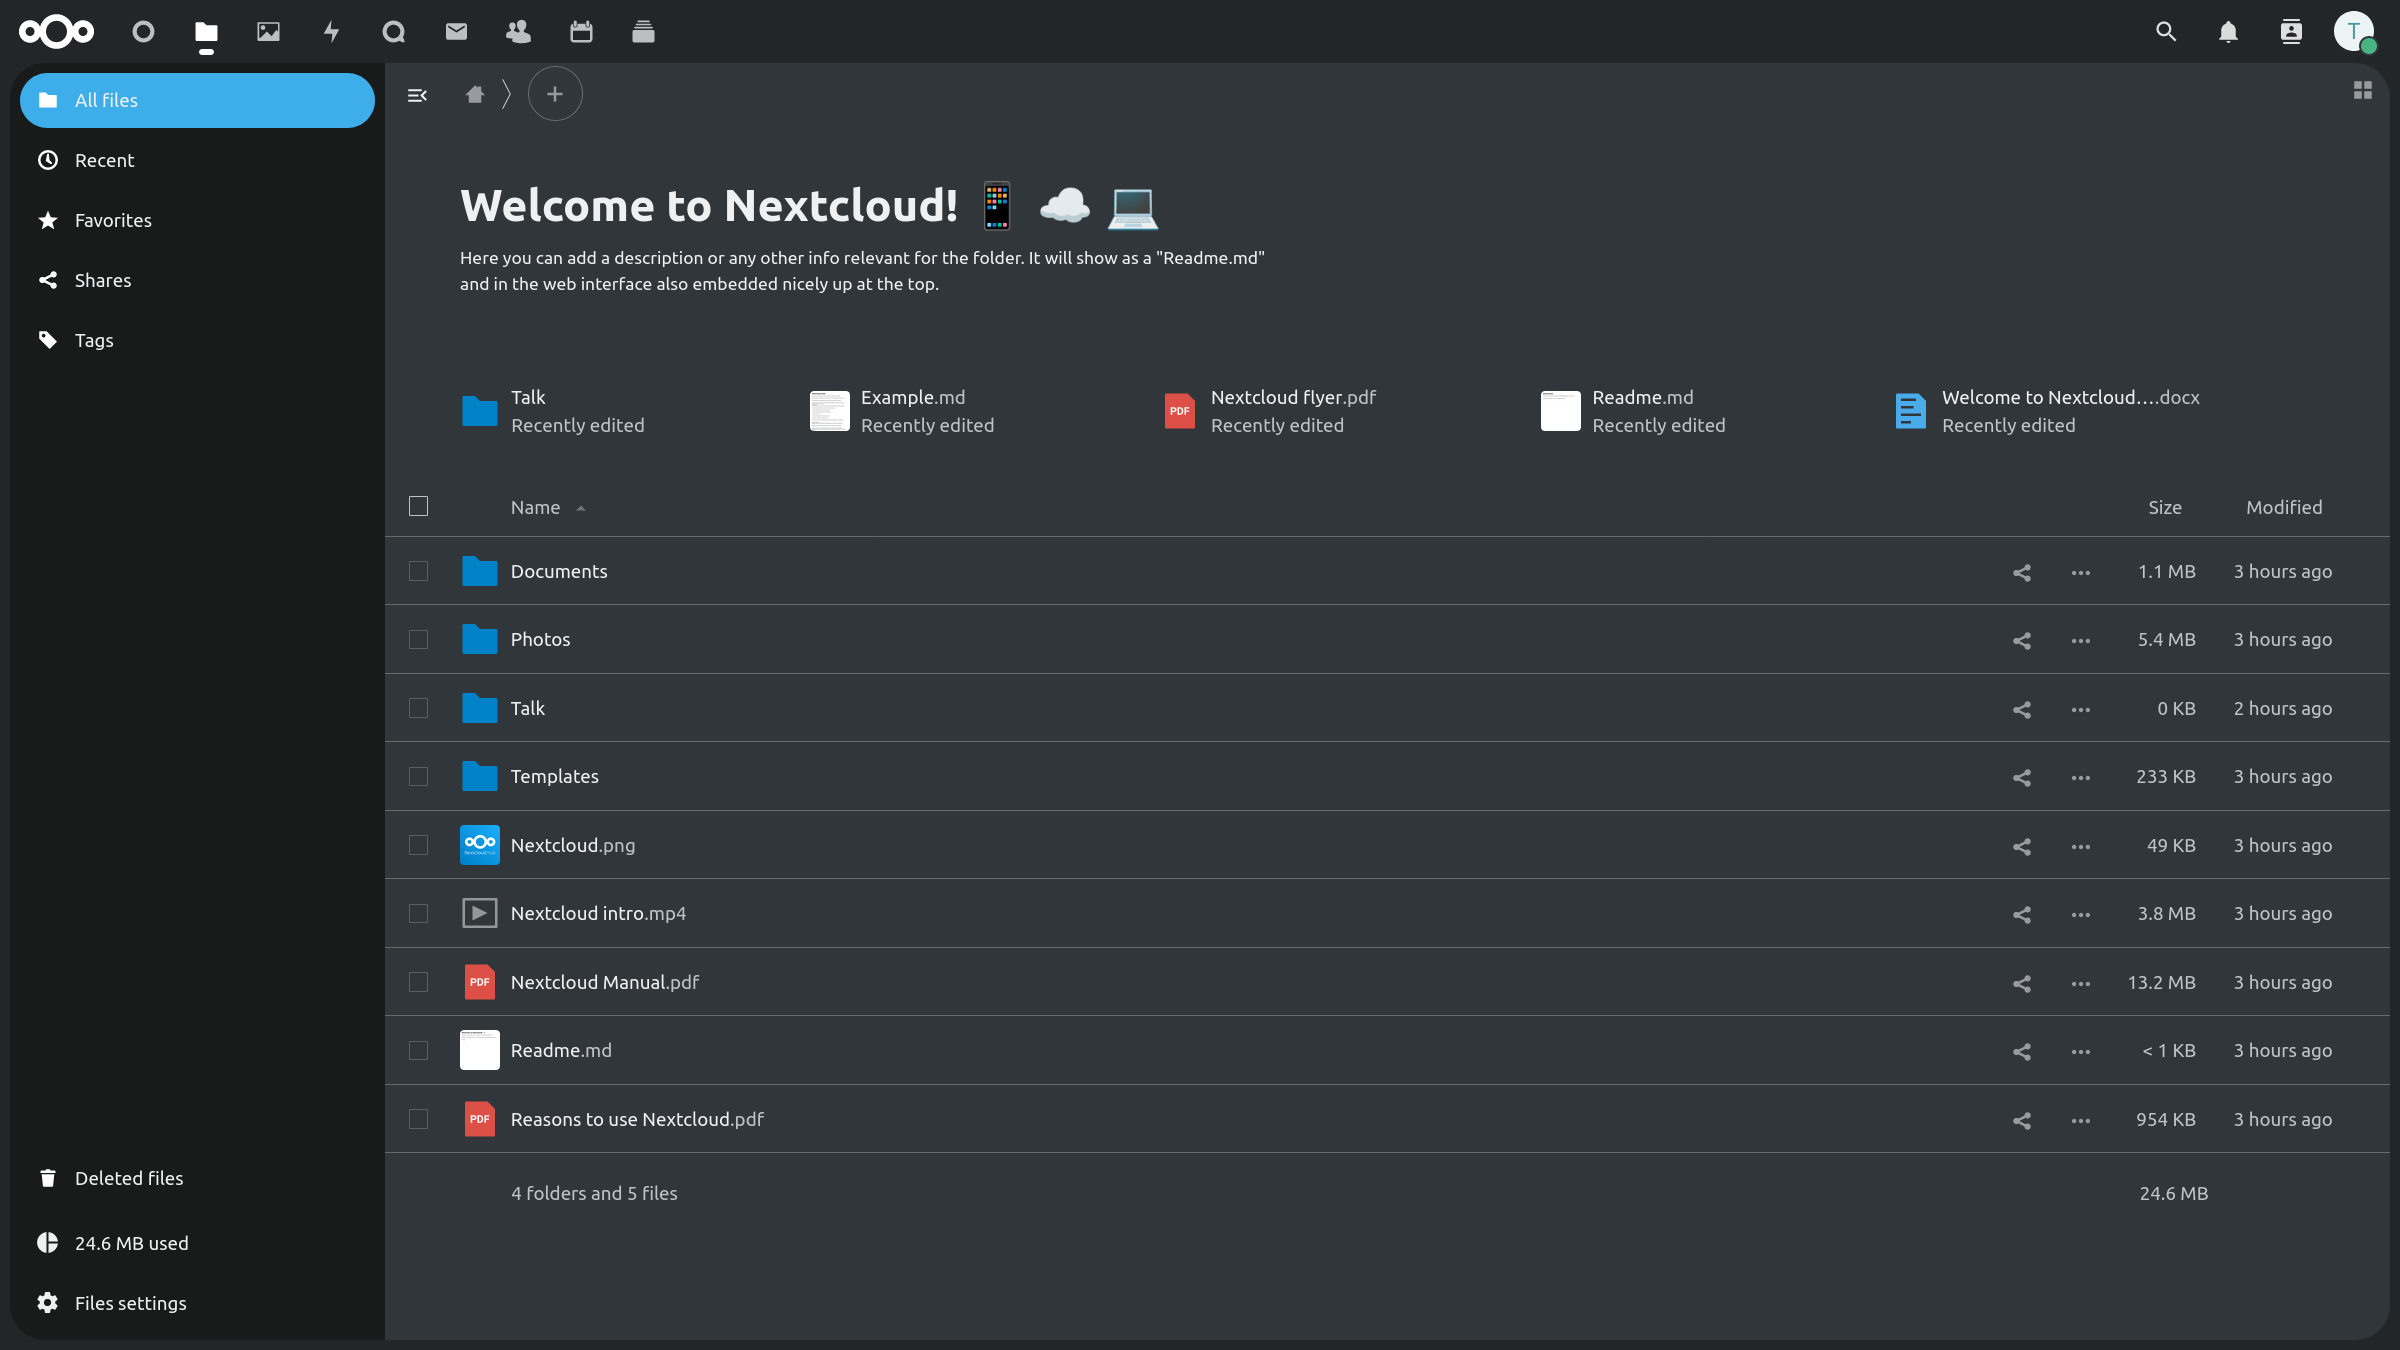 T
All files
Recent
Favorites
Shares
Tags
Welcome to Nextcloud! 📱 ☁️ 💻
Here you can add a description or any other info relevant for the folder. It will show as a "Readme.md"
and in the web interface also embedded nicely up at the top.
Talk
Recently edited
Example.md
Recently edited
PDF
Nextcloud flyer.pdf
Recently edited
Readme.md
Recently edited
Welcome to Nextcloud….docx
Recently edited
Name Size Modified
Documents 1.1 MB 3 hours ago
Photos 5.4 MB 3 hours ago
Talk 0 KB 2 hours ago
Templates 233 KB 3 hours ago
Nextcloud.png 49 KB 3 hours ago
Nextcloud intro.mp4 3.8 MB 3 hours ago
PDF Nextcloud Manual.pdf 13.2 MB 3 hours ago
Readme.md < 1 KB 3 hours ago
PDF Reasons to use Nextcloud.pdf 954 KB 3 hours ago
4 folders and 5 files 24.6 MB
Deleted files
24.6 MB used
Files settings